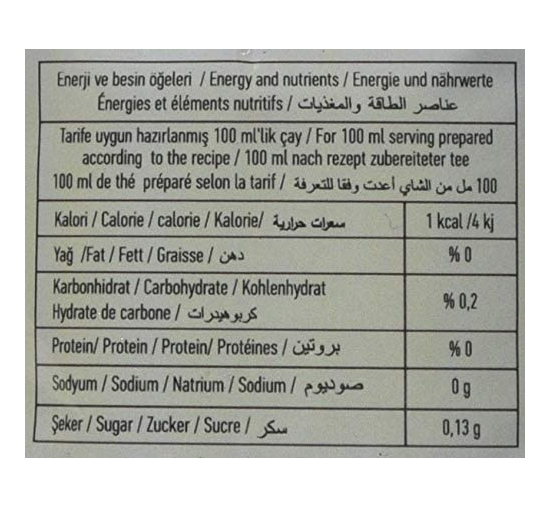 Enerji ve besin öğeleri / Energy and nutrients / Energie und nährwerte
Énergies et éléments nutritifs / عناصر الطاقة والمغذيات
Tarife uygun hazırlanmış 100 ml'lik çay / For 100 ml serving prepared
according to the recipe / 100 ml nach rezept zubereiteter tee
100 ml de thé préparé selon la tarif / 100 مل من الشاي أعدت وفقا للتعرفة
Kalori / Calorie / calorie / Kalorie/ سعرات حرارية 1 kcal /4 kj
Yağ /Fat / Fett / Graisse / دهن % 0
Karbonhidrat / Carbohydrate / Kohlenhydrat
Hydrate de carbone / كربوهيدرات % 0,2
Protein/ Protein / Protein/ Protéines / بروتين % 0
Sodyum / Sodium / Natrium / Sodium / صوديوم 0 g
Şeker / Sugar / Zucker / Sucre / سكر 0,13 g